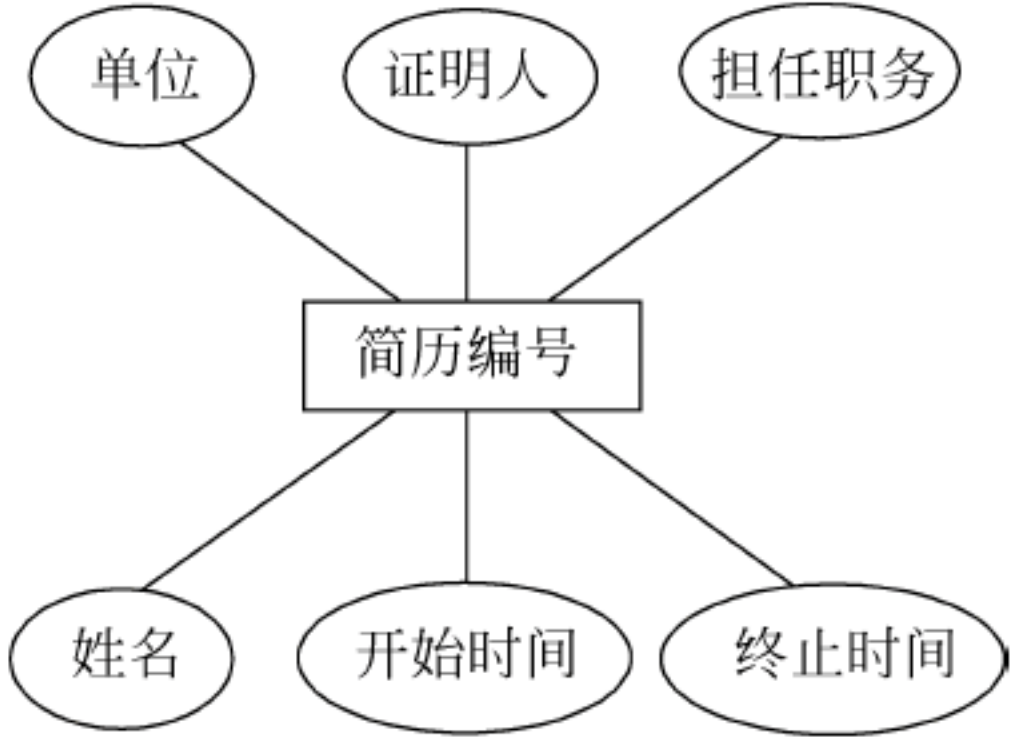 单位
证明人
担任职务
简历编号
姓名
开始时间
终止时间